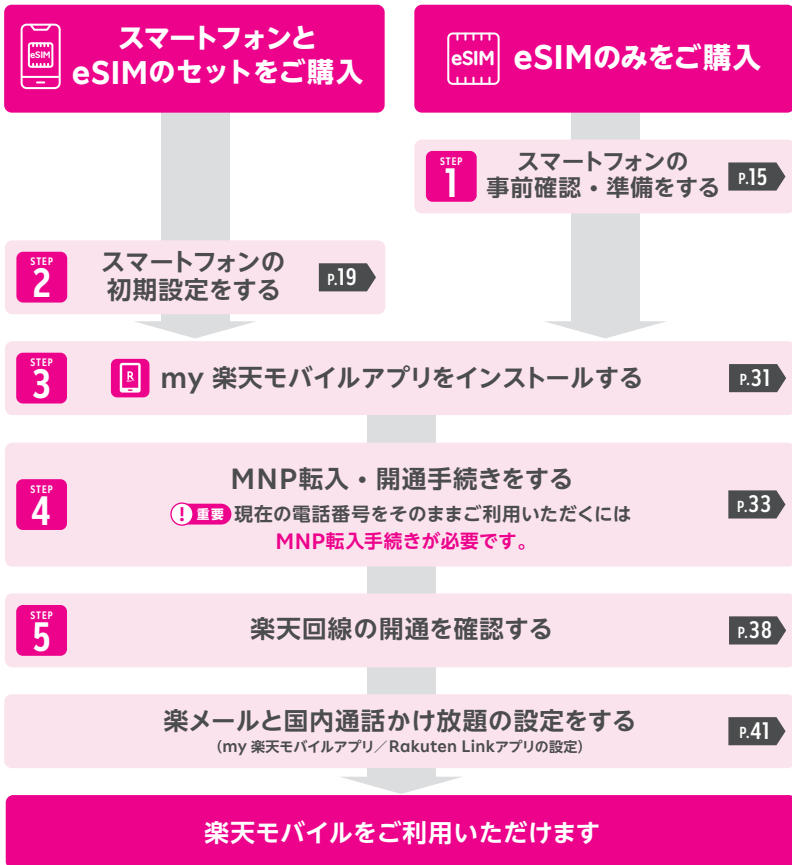 eSIM
スマートフォンと
eSIMのセットをご購入
eSIM
eSIMのみをご購入
STEP
1
スマートフォンの
事前確認・準備をする
P.15
STEP
2
スマートフォンの
初期設定をする
P.19
STEP
3
R
my 楽天モバイルアプリをインストールする
P.31
STEP
4
MNP転入・開通手続きをする
! 重要 現在の電話番号をそのままご利用いただくには
MNP転入手続きが必要です。
P.33
STEP
5
楽天回線の開通を確認する
P.38
楽メールと国内通話かけ放題の設定をする
(my 楽天モバイルアプリ／Rakuten Linkアプリの設定)
P.41
楽天モバイルをご利用いただけます